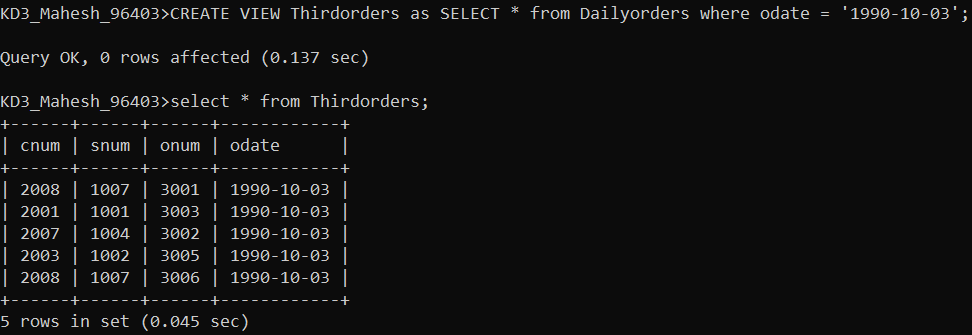 KD3_Mahesh_96403>CREATE VIEW Thirdorders as SELECT * from Dailyorders where odate = '1990-10-03';
Query OK, 0 rows affected (0.137 sec)
KD3_Mahesh_96403>select * from Thirdorders;
+------+------+------+------------+
| cnum | snum | onum | odate      |
+------+------+------+------------+
| 2008 | 1007 | 3001 | 1990-10-03 |
| 2001 | 1001 | 3003 | 1990-10-03 |
| 2007 | 1004 | 3002 | 1990-10-03 |
| 2003 | 1002 | 3005 | 1990-10-03 |
| 2008 | 1007 | 3006 | 1990-10-03 |
+------+------+------+------------+
5 rows in set (0.045 sec)